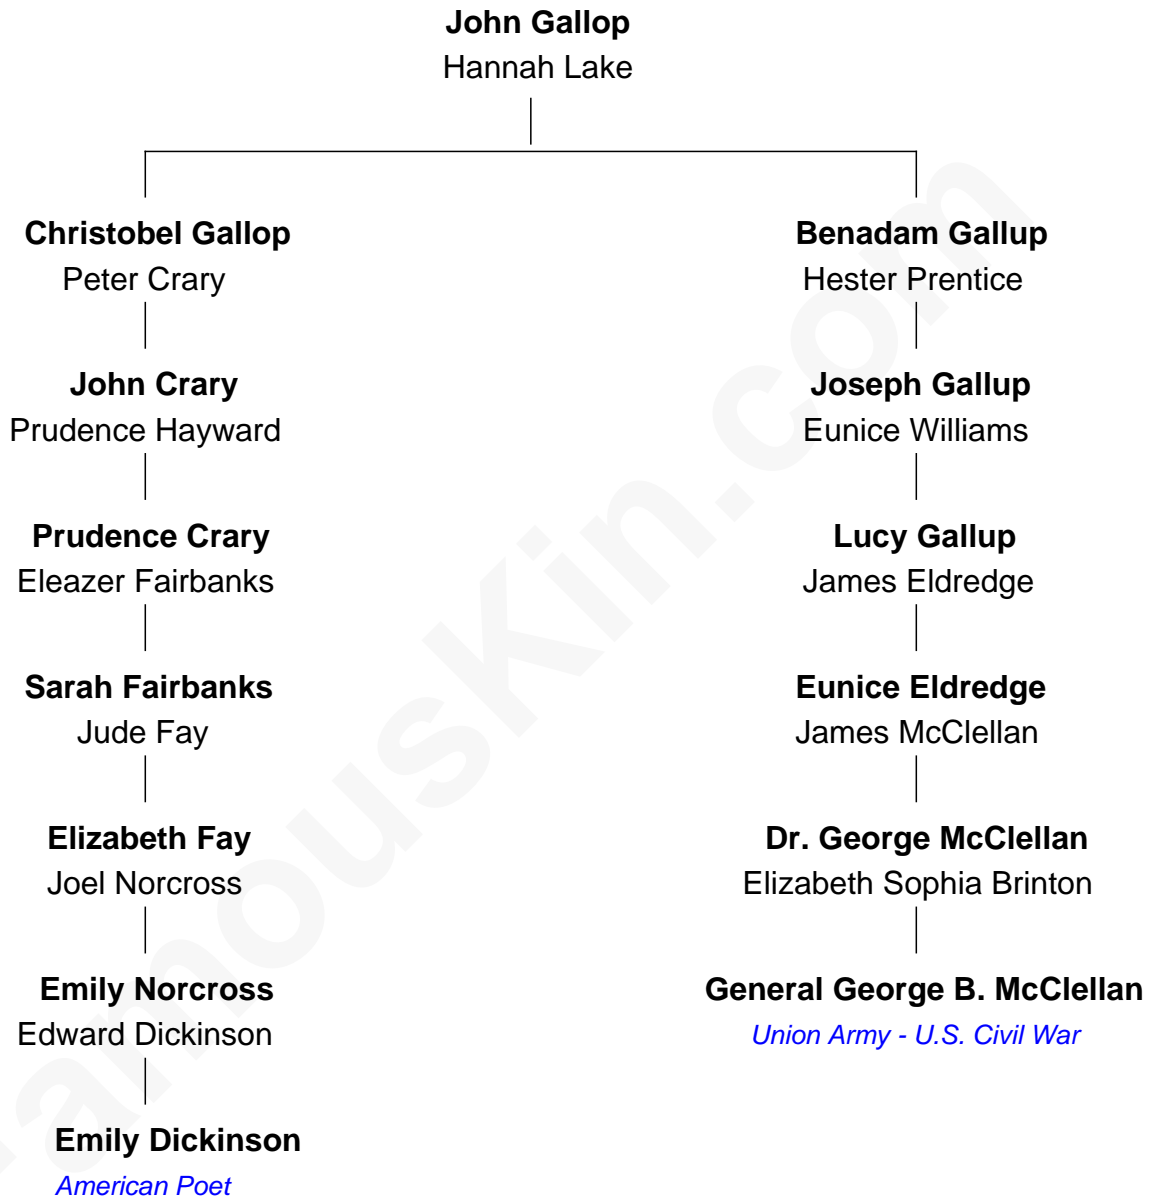 John Gallop
Hannah Lake
Christobel Gallop
Peter Crary
John Crary
Prudence Hayward
Prudence Crary
Eleazer Fairbanks
Sarah Fairbanks
Jude Fay
Elizabeth Fay
Joel Norcross
Emily Norcross
Edward Dickinson
Emily Dickinson
American Poet
Benadam Gallup
Hester Prentice
Joseph Gallup
Eunice Williams
Lucy Gallup
James Eldredge
Eunice Eldredge
James McClellan
Dr. George McClellan
Elizabeth Sophia Brinton
General George B. McClellan
Union Army - U.S. Civil War
FamousKin.com